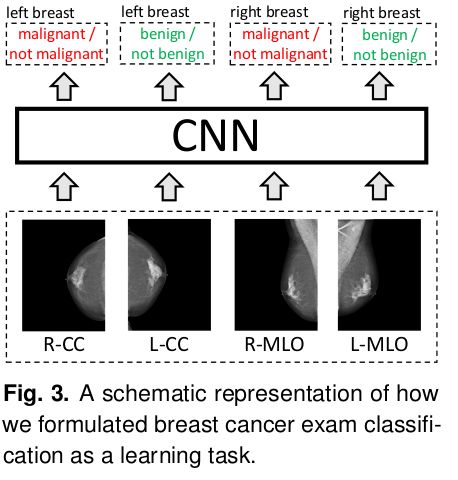 left breast left breast right breast right breast
malignant / benign / malignant / benign /
not malignant not benign not malignant not benign
CNN
R-CC L-CC R-MLO L-MLO
Fig. 3. A schematic representation of how
we formulated breast cancer exam classifi-
cation as a learning task.